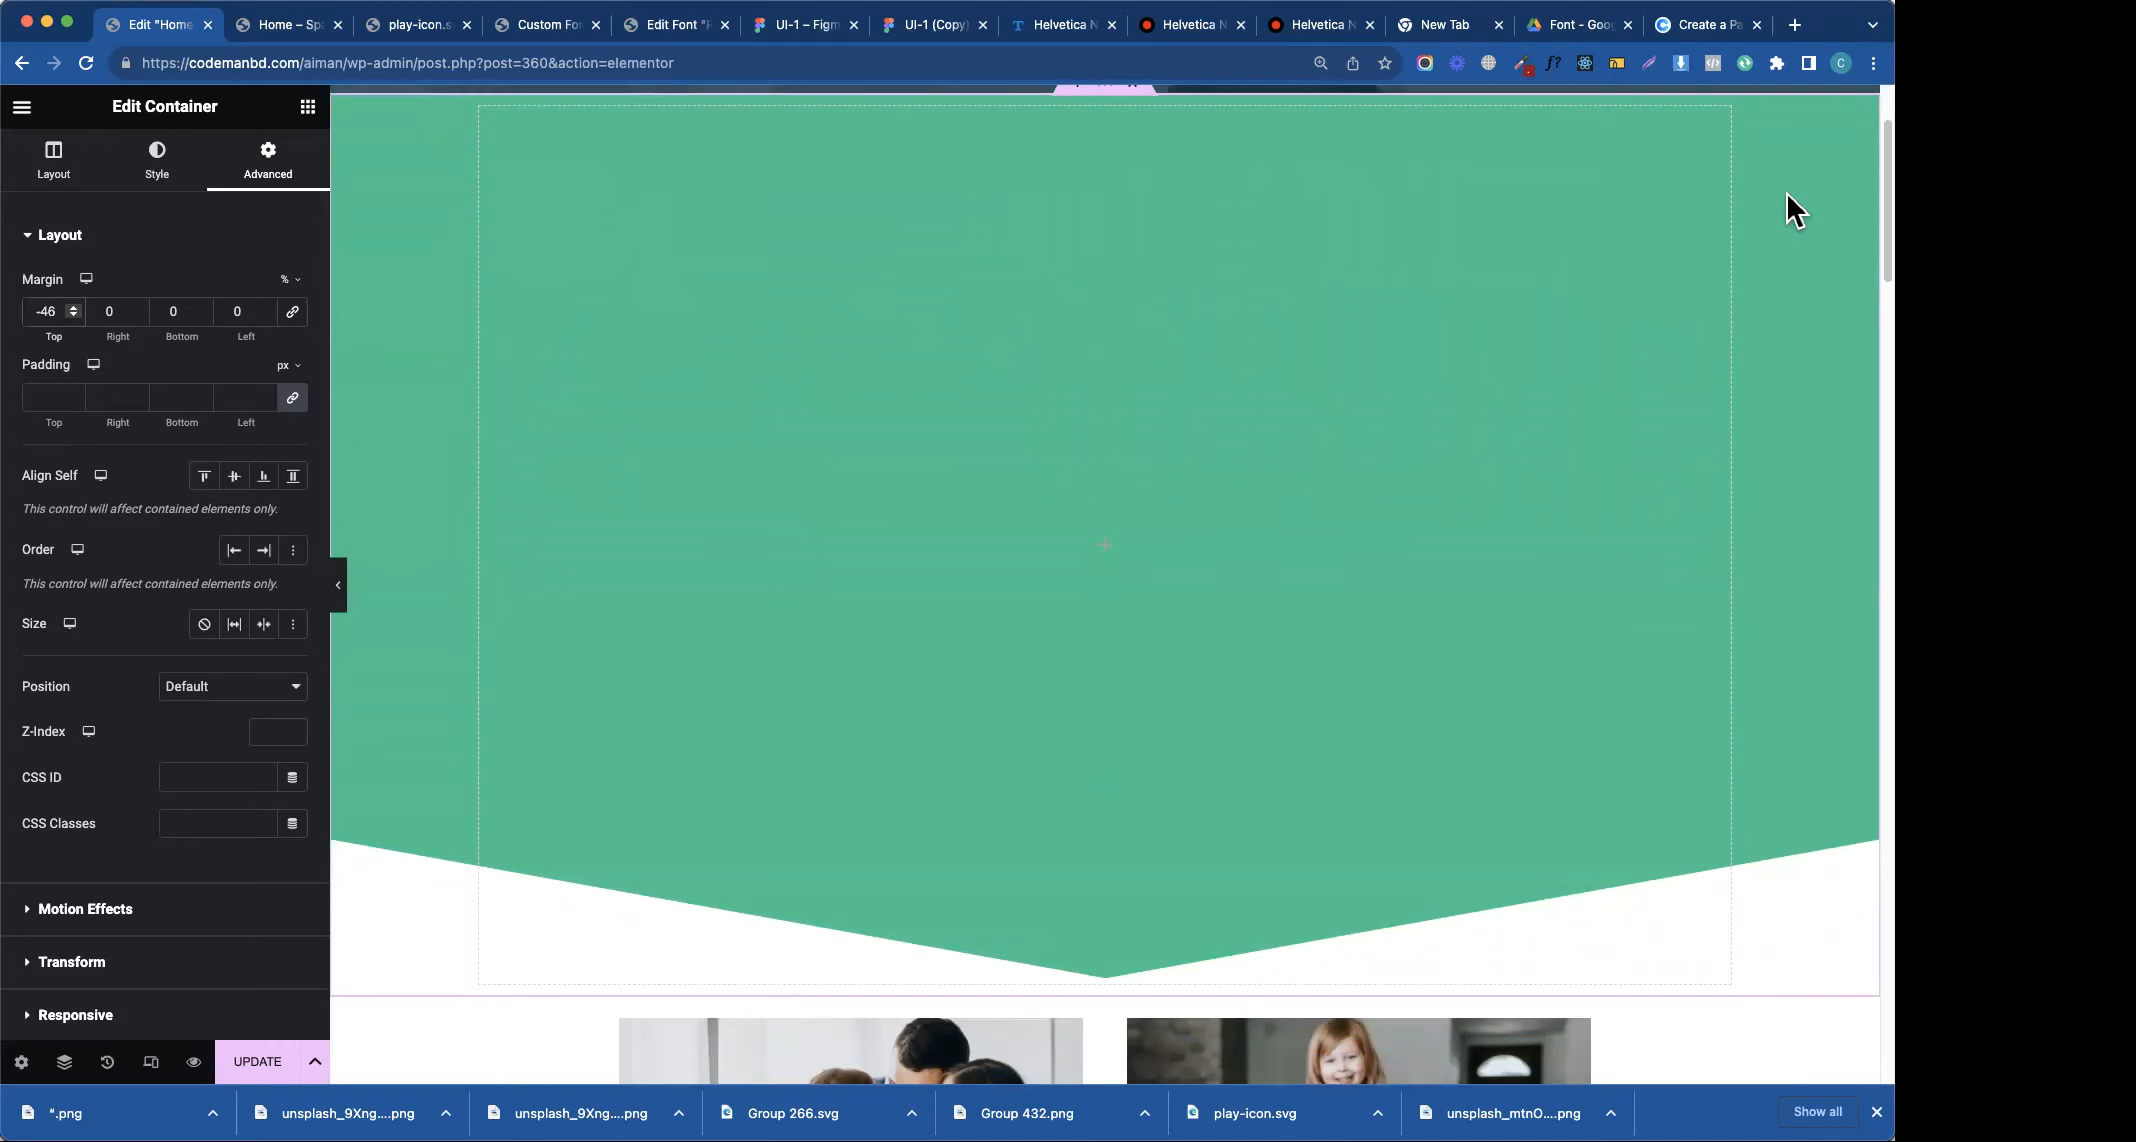 Edit "Home
Home – Sp
play-icon.s
Custom Fo
Edit Font "
UI-1 – Figm
UI-1 (Copy)
Helvetica N
Helvetica N
Helvetica N
New Tab
Font - Goo
Create a Pa
https://codemanbd.com/aiman/wp-admin/post.php?post=360&action=elementor
C
Edit Container
Layout
Style
Advanced
Layout
Margin
%
-46 0 0 0
Top Right Bottom Left
Padding
px
Top Right Bottom Left
Align Self
This control will affect contained elements only.
Order
This control will affect contained elements only.
Size
Position Default
Z-Index
CSS ID
CSS Classes
Motion Effects
Transform
Responsive
UPDATE
“.png
unsplash_9Xng....png
unsplash_9Xng....png
Group 266.svg
Group 432.png
play-icon.svg
unsplash_mtnO....png
Show all